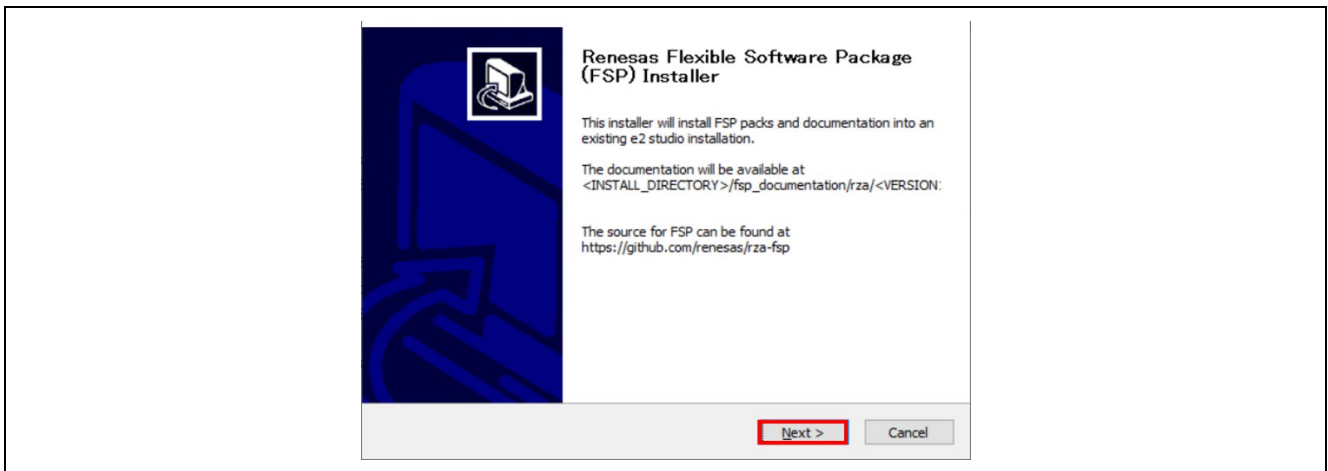 Renesas Flexible Software Package
(FSP) Installer
This installer will install FSP packs and documentation into an
existing e2 studio installation.
The documentation will be available at
<INSTALL_DIRECTORY>/fsp_documentation/rza/<VERSION:
The source for FSP can be found at
https://github.com/renesas/rza-fsp
Next >
Cancel